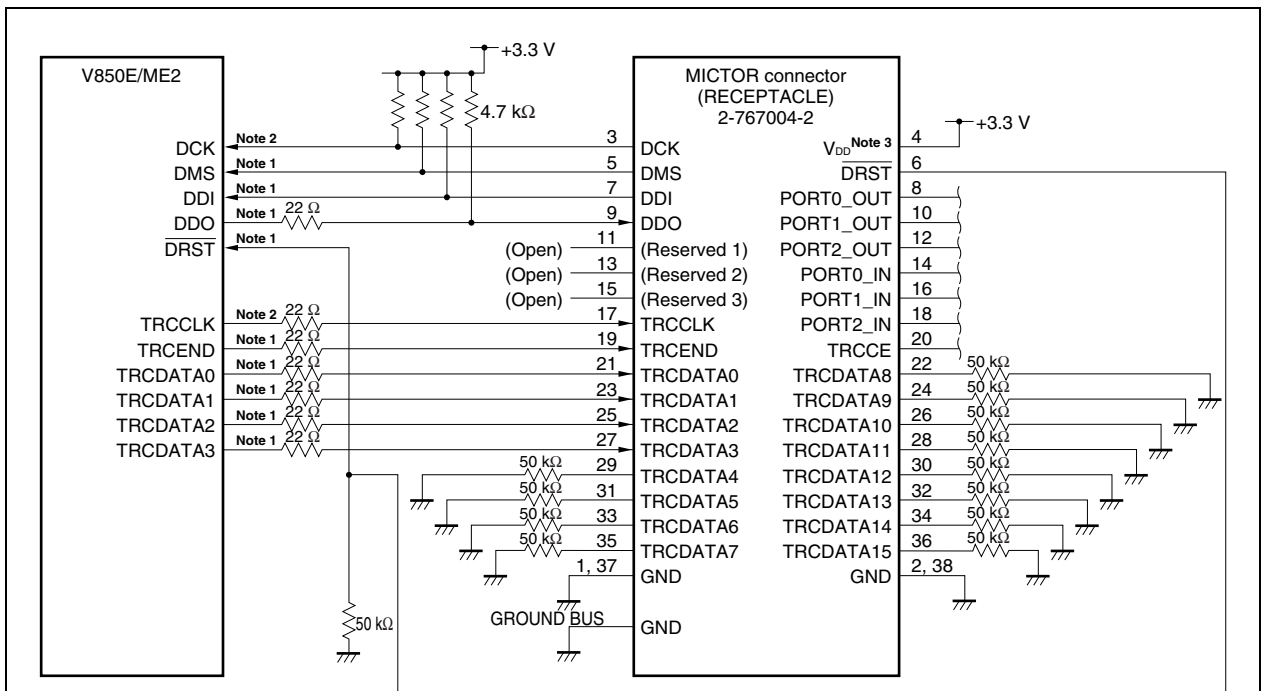 +3.3 V
V850E/ME2
MICTOR connector
(RECEPTACLE)
2-767004-2
4.7 kΩ
+3.3 V
DCK Note 2 3 DCK VDD Note 3 4
DMS Note 1 5 DMS DRST 6
DDI Note 1 7 DDI PORT0_OUT 8
DDO Note 1 22 Ω 9 DDO PORT1_OUT 10
DRST Note 1 (Open) 11 (Reserved 1) PORT2_OUT 12
(Open) 13 (Reserved 2) PORT0_IN 14
(Open) 15 (Reserved 3) PORT1_IN 16
TRCCLK Note 2 22 Ω 17 TRCCLK PORT2_IN 18
TRCEND Note 1 22 Ω 19 TRCEND TRCCE 20
TRCDATA0 Note 1 22 Ω 21 TRCDATA0 TRCDATA8 22 50 kΩ
TRCDATA1 Note 1 22 Ω 23 TRCDATA1 TRCDATA9 24 50 kΩ
TRCDATA2 Note 1 22 Ω 25 TRCDATA2 TRCDATA10 26 50 kΩ
TRCDATA3 Note 1 22 Ω 27 TRCDATA3 TRCDATA11 28 50 kΩ
50 kΩ 29 TRCDATA4 TRCDATA12 30 50 kΩ
50 kΩ 31 TRCDATA5 TRCDATA13 32 50 kΩ
50 kΩ 33 TRCDATA6 TRCDATA14 34 50 kΩ
50 kΩ 35 TRCDATA7 TRCDATA15 36 50 kΩ
1, 37 GND GND 2, 38
50 kΩ GROUND BUS GND